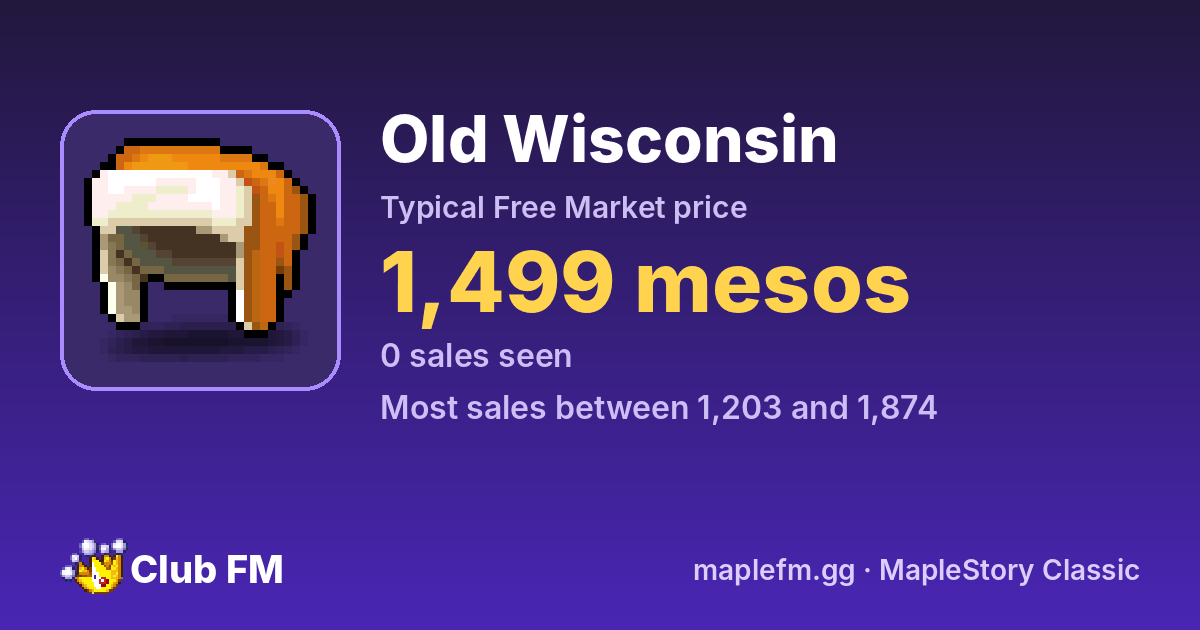 Old Wisconsin
Typical Free Market price
1,499 mesos
0 sales seen
Most sales between 1,203 and 1,874
Club FM
maplefm.gg · MapleStory Classic